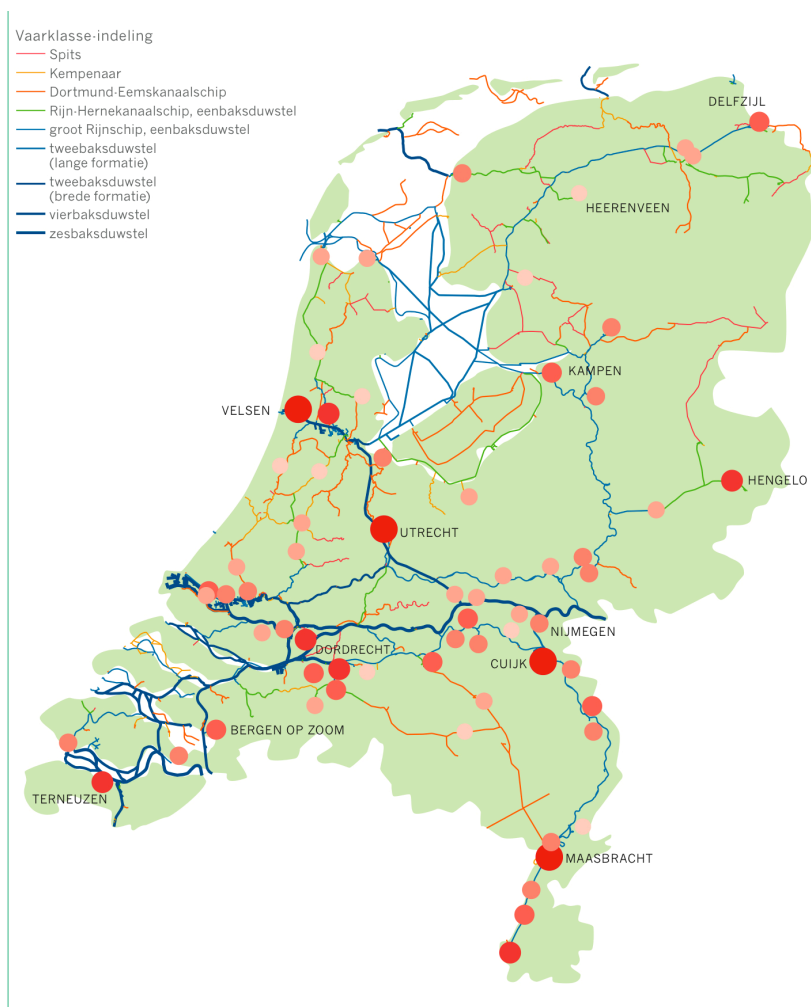 Vaarklasse-indeling
Spits
Kempenaar
Dortmund-Eemskanaalschip
Rijn-Hernekanaalschip, eenbaksduwstel
groot Rijnschip, eenbaksduwstel
tweebaksduwstel
(lange formatie)
tweebaksduwstel
(brede formatie)
vierbaksduwstel
zesbaksduwstel
DELFZIJL
HEERENVEEN
KAMPEN
VELSEN
HENGELO
UTRECHT
NIJMEGEN
DORDRECHT
CUIJK
BERGEN OP ZOOM
TERNEUZEN
MAASBRACHT